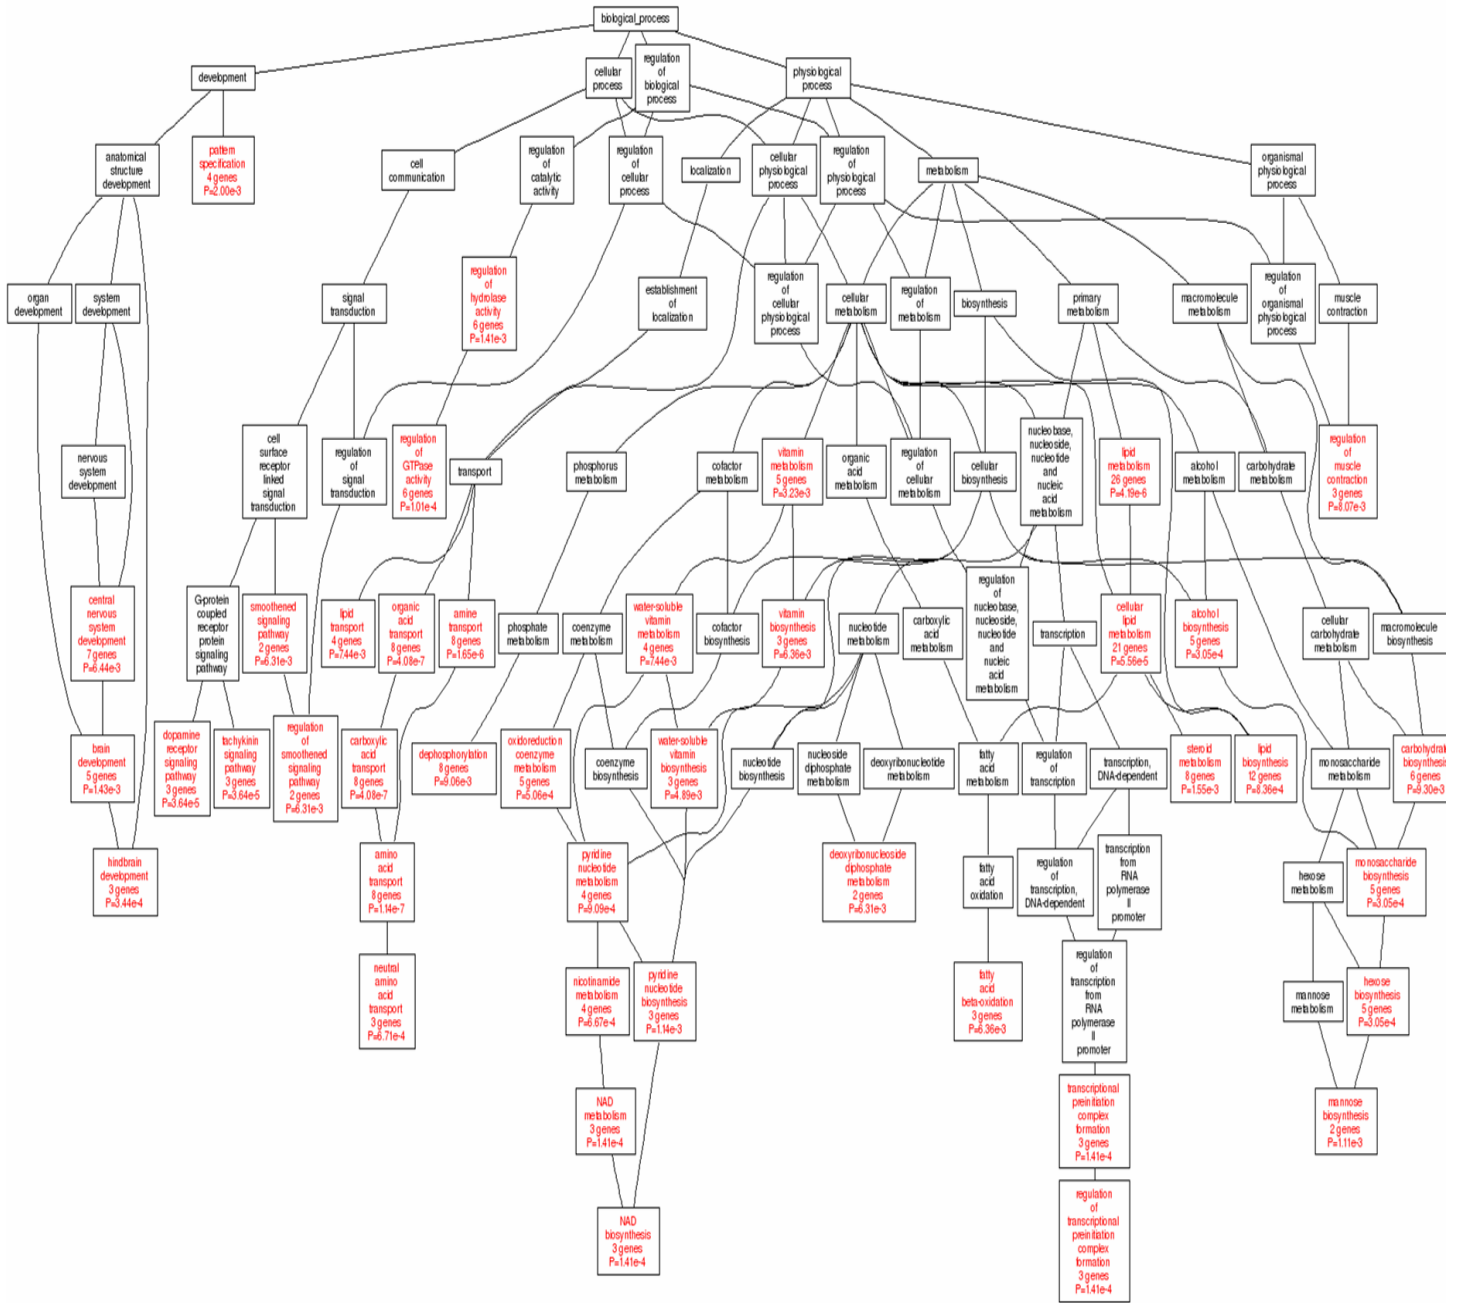 biological_process
development
cellular
process
regulation
of
biological
process
physiological
process
anatomical
structure
development
pattern
specification
4 genes
P=2.00e-3
cell
communication
regulation
of
catalytic
activity
regulation
of
cellular
process
localization
cellular
physiological
process
regulation
of
physiological
process
metabolism
organismal
physiological
process
organ
development
system
development
signal
transduction
regulation
of
hydrolase
activity
6 genes
P=1.41e-3
establishment
of
localization
regulation
of
cellular
physiological
process
cellular
metabolism
regulation
of
metabolism
biosynthesis
primary
metabolism
macromolecule
metabolism
regulation
of
organismal
physiological
process
muscle
contraction
nervous
system
development
cell
surface
receptor
linked
signal
transduction
regulation
of
signal
transduction
regulation
of
GTPase
activity
6 genes
P=1.01e-4
transport
phosphorus
metabolism
cofactor
metabolism
vitamin
metabolism
5 genes
P=3.23e-3
organic
acid
metabolism
regulation
of
cellular
metabolism
cellular
biosynthesis
nucleobase,
nucleoside,
nucleotide
and
nucleic
acid
metabolism
lipid
metabolism
26 genes
P=4.19e-6
alcohol
metabolism
carbohydrate
metabolism
regulation
of
muscle
contraction
3 genes
P=8.07e-3
central
nervous
system
development
7 genes
P=6.44e-3
G-protein
coupled
receptor
protein
signaling
pathway
smoothened
signaling
pathway
2 genes
P=6.31e-3
lipid
transport
4 genes
P=7.44e-3
organic
acid
transport
8 genes
P=4.08e-7
amine
transport
8 genes
P=1.65e-6
phosphate
metabolism
coenzyme
metabolism
water-soluble
vitamin
metabolism
4 genes
P=7.44e-3
cofactor
biosynthesis
vitamin
biosynthesis
3 genes
P=6.36e-3
nucleotide
metabolism
carboxylic
acid
metabolism
regulation
of
nucleobase,
nucleoside,
nucleotide
and
nucleic
acid
metabolism
transcription
cellular
lipid
metabolism
21 genes
P=5.56e-5
alcohol
biosynthesis
5 genes
P=3.05e-4
cellular
carbohydrate
metabolism
macromolecule
biosynthesis
brain
development
5 genes
P=1.43e-3
dopamine
receptor
signaling
pathway
3 genes
P=3.64e-5
tachykinin
signaling
pathway
3 genes
P=3.64e-5
regulation
of
smoothened
signaling
pathway
2 genes
P=6.31e-3
carboxylic
acid
transport
8 genes
P=4.08e-7
dephosphorylation
8 genes
P=9.06e-3
oxidoreduction
coenzyme
metabolism
5 genes
P=5.06e-4
coenzyme
biosynthesis
water-soluble
vitamin
biosynthesis
3 genes
P=4.89e-3
nucleotide
biosynthesis
nucleoside
diphosphate
metabolism
deoxyribonucleotide
metabolism
fatty
acid
metabolism
regulation
of
transcription
transcription,
DNA-dependent
steroid
metabolism
8 genes
P=1.55e-3
lipid
biosynthesis
12 genes
P=8.36e-4
monosaccharide
metabolism
carbohydrat
biosynthesis
6 genes
P=9.30e-3
hindbrain
development
3 genes
P=3.44e-4
amino
acid
transport
8 genes
P=1.14e-7
pyridine
nucleotide
metabolism
4 genes
P=9.09e-4
deoxyribonucleoside
diphosphate
metabolism
2 genes
P=6.31e-3
fatty
acid
oxidation
regulation
of
transcription,
DNA-dependent
transcription
from
RNA
polymerase
II
promoter
hexose
metabolism
monosaccharide
biosynthesis
5 genes
P=3.05e-4
neutral
amino
acid
transport
3 genes
P=6.71e-4
nicotinamide
metabolism
4 genes
P=6.67e-4
pyridine
nucleotide
biosynthesis
3 genes
P=1.14e-3
fatty
acid
beta-oxidation
3 genes
P=6.36e-3
regulation
of
transcription
from
RNA
polymerase
II
promoter
mannose
metabolism
hexose
biosynthesis
5 genes
P=3.05e-4
NAD
metabolism
3 genes
P=1.41e-4
transcriptional
preinitiation
complex
formation
3 genes
P=1.41e-4
mannose
biosynthesis
2 genes
P=1.11e-3
NAD
biosynthesis
3 genes
P=1.41e-4
regulation
of
transcriptional
preinitiation
complex
formation
3 genes
P=1.41e-4